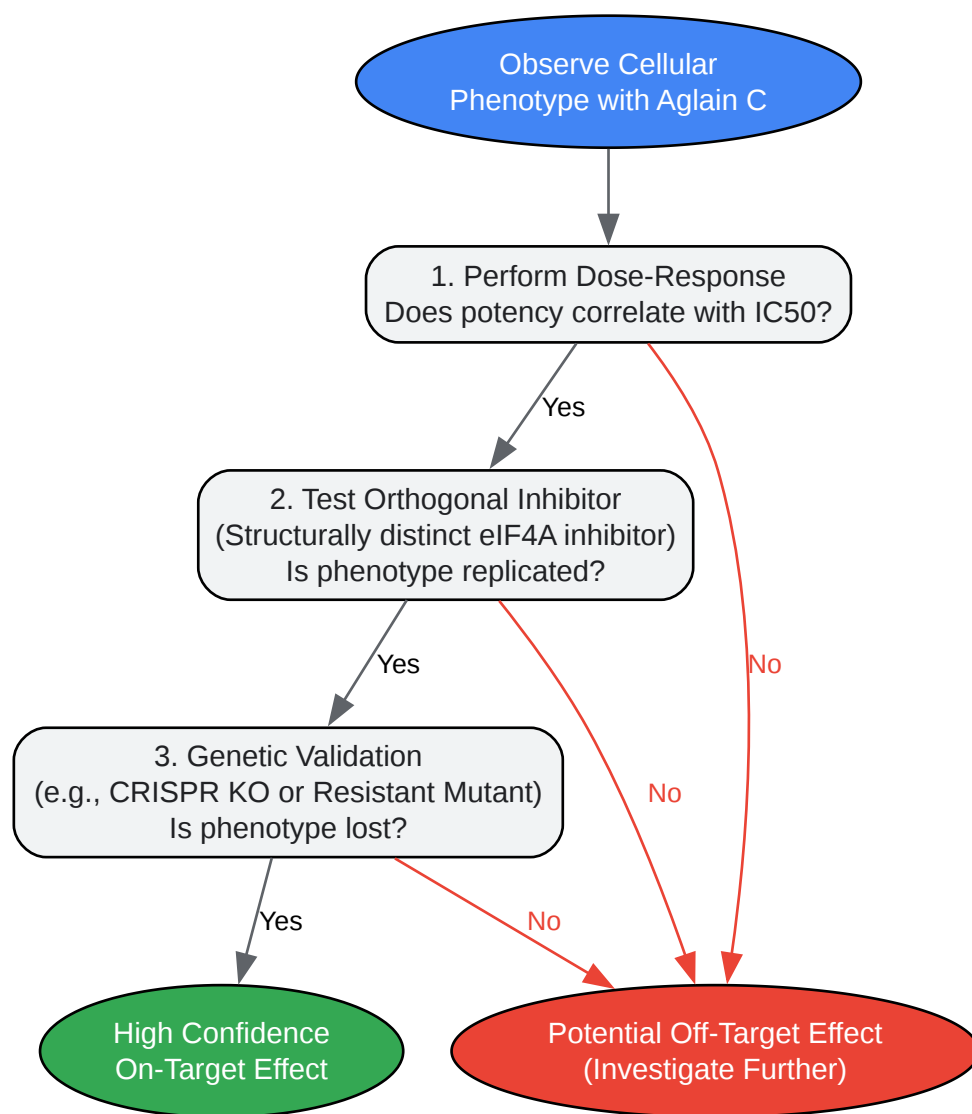 Observe Cellular
Phenotype with Aglain C
1. Perform Dose-Response
Does potency correlate with IC50?
Yes
2. Test Orthogonal Inhibitor
(Structurally distinct eIF4A inhibitor)
Is phenotype replicated?
Yes
No
No
3. Genetic Validation
(e.g., CRISPR KO or Resistant Mutant)
Is phenotype lost?
Yes
No
High Confidence
On-Target Effect
Potential Off-Target Effect
(Investigate Further)